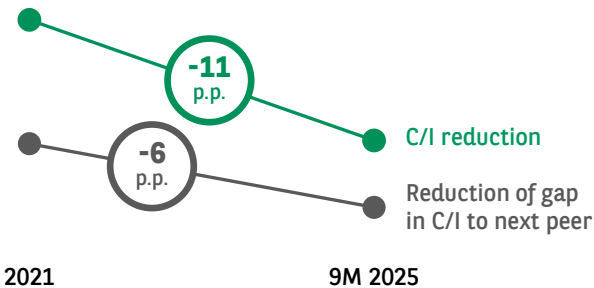 -11
p.p.
C/I reduction
-6
p.p.
Reduction of gap
in C/I to next peer
2021
9M 2025